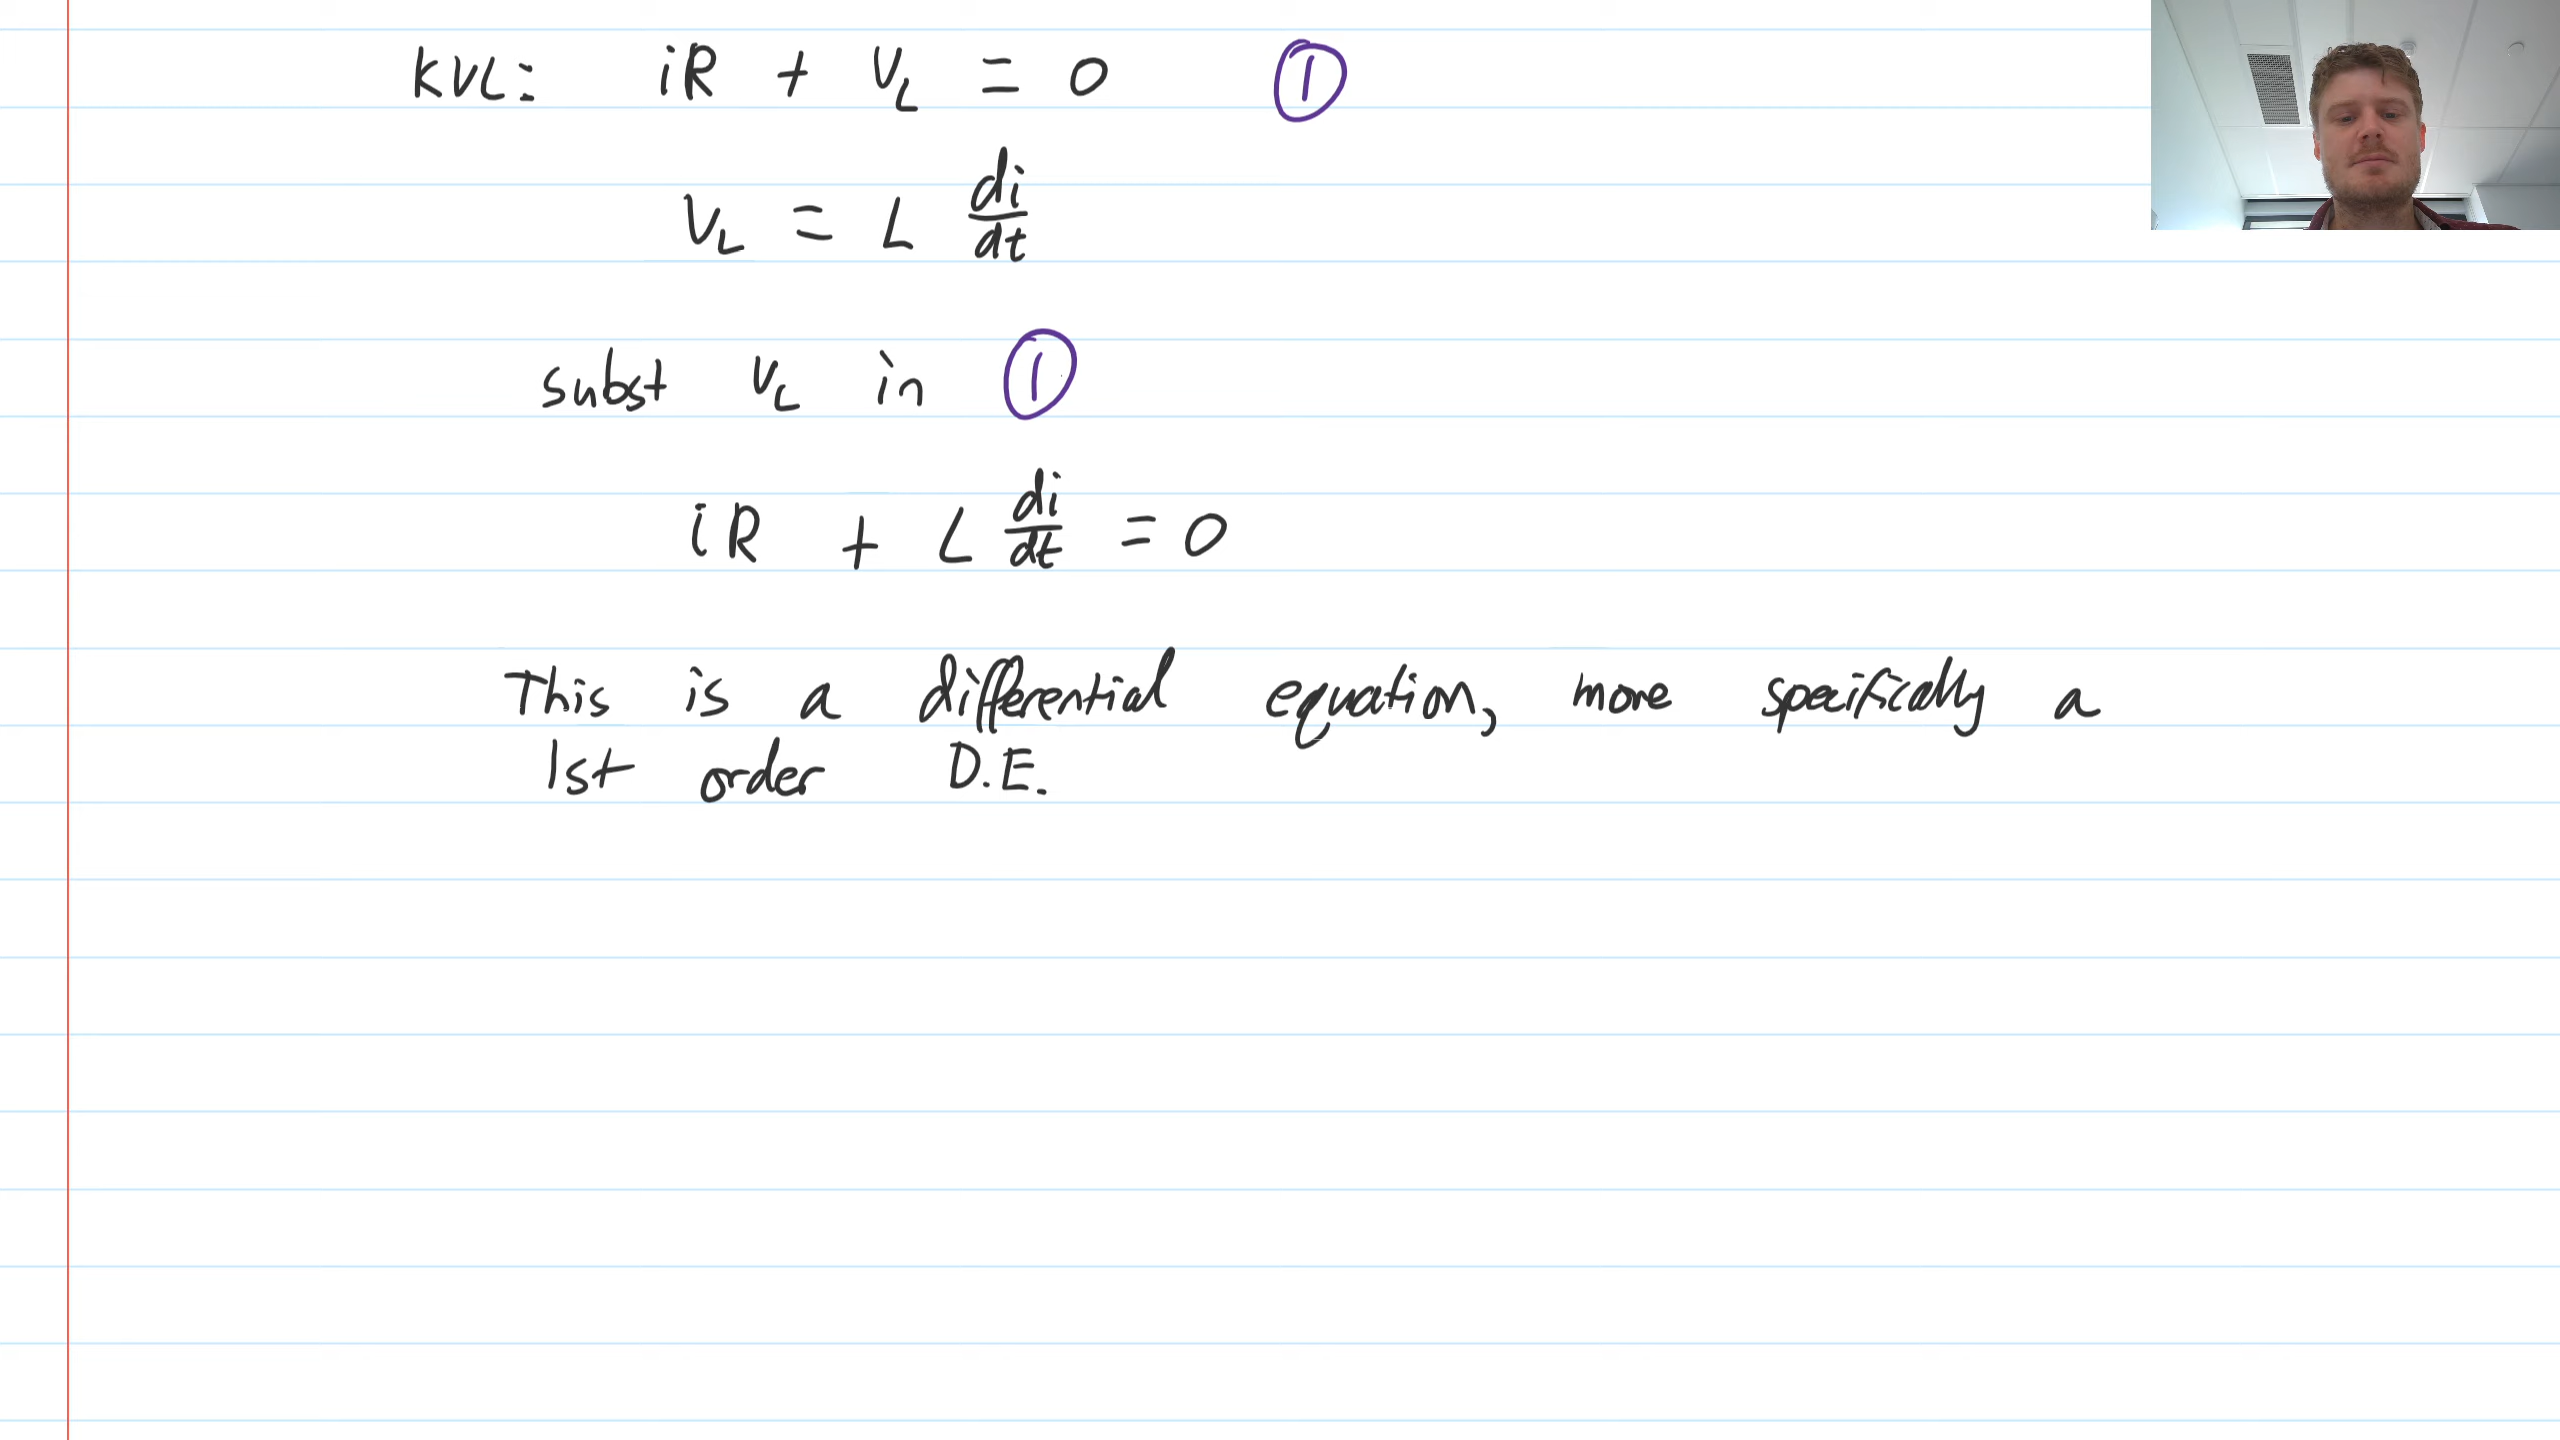 KVL: iR + V_L = 0 ①
V_L = L di/dt
subst V_L in ①
iR + L di/dt = 0
This is a differential equation, more specifically a
1st order D.E.